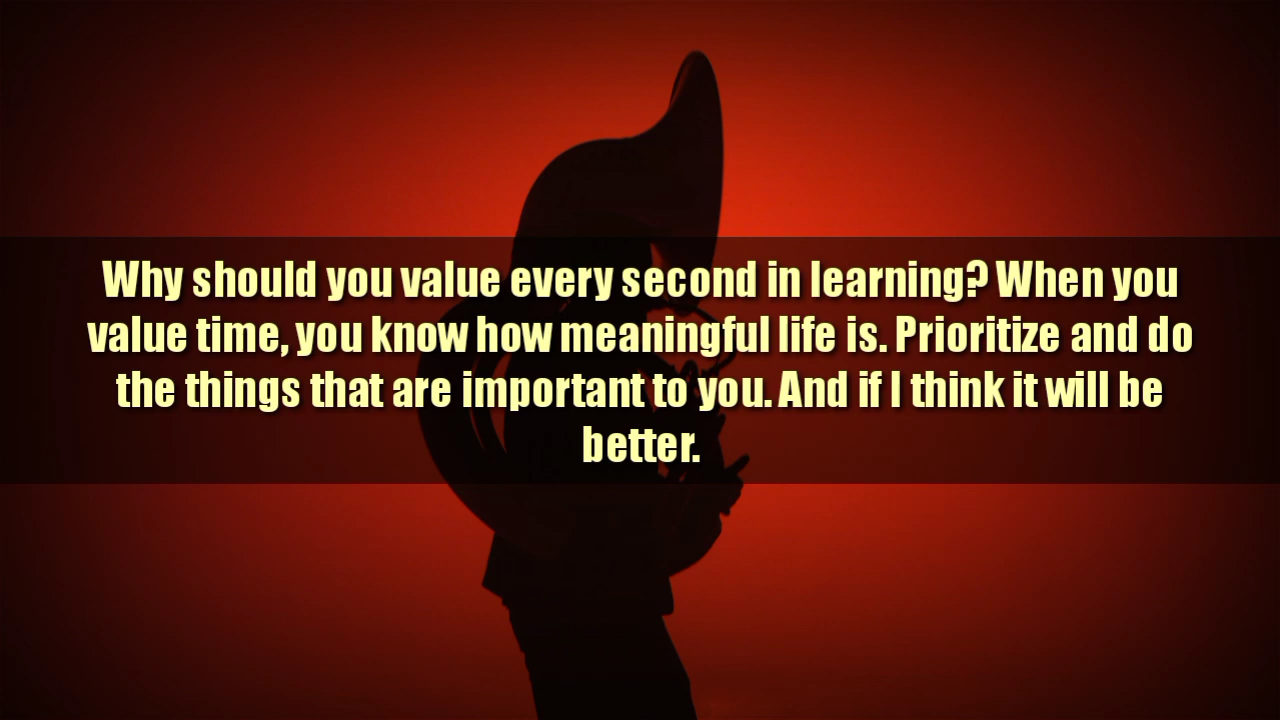 Why should you value every second in learning? When you
value time, you know how meaningful life is. Prioritize and do
the things that are important to you. And if I think it will be
better.